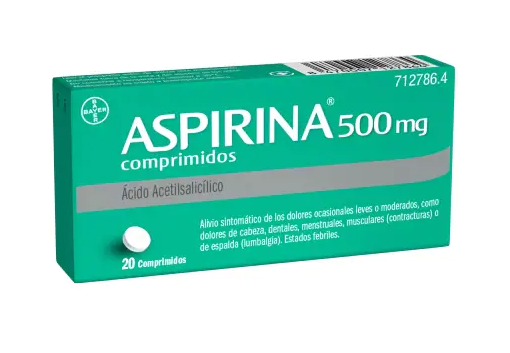 712786.4
BAYER
ASPIRINA® 500 mg
comprimidos
Ácido Acetilsalicílico
Alivio sintomático de los dolores ocasionales leves o moderados, como
dolores de cabeza, dentales, menstruales, musculares (contracturas) o
de espalda (lumbalgia). Estados febriles.
20 Comprimidos